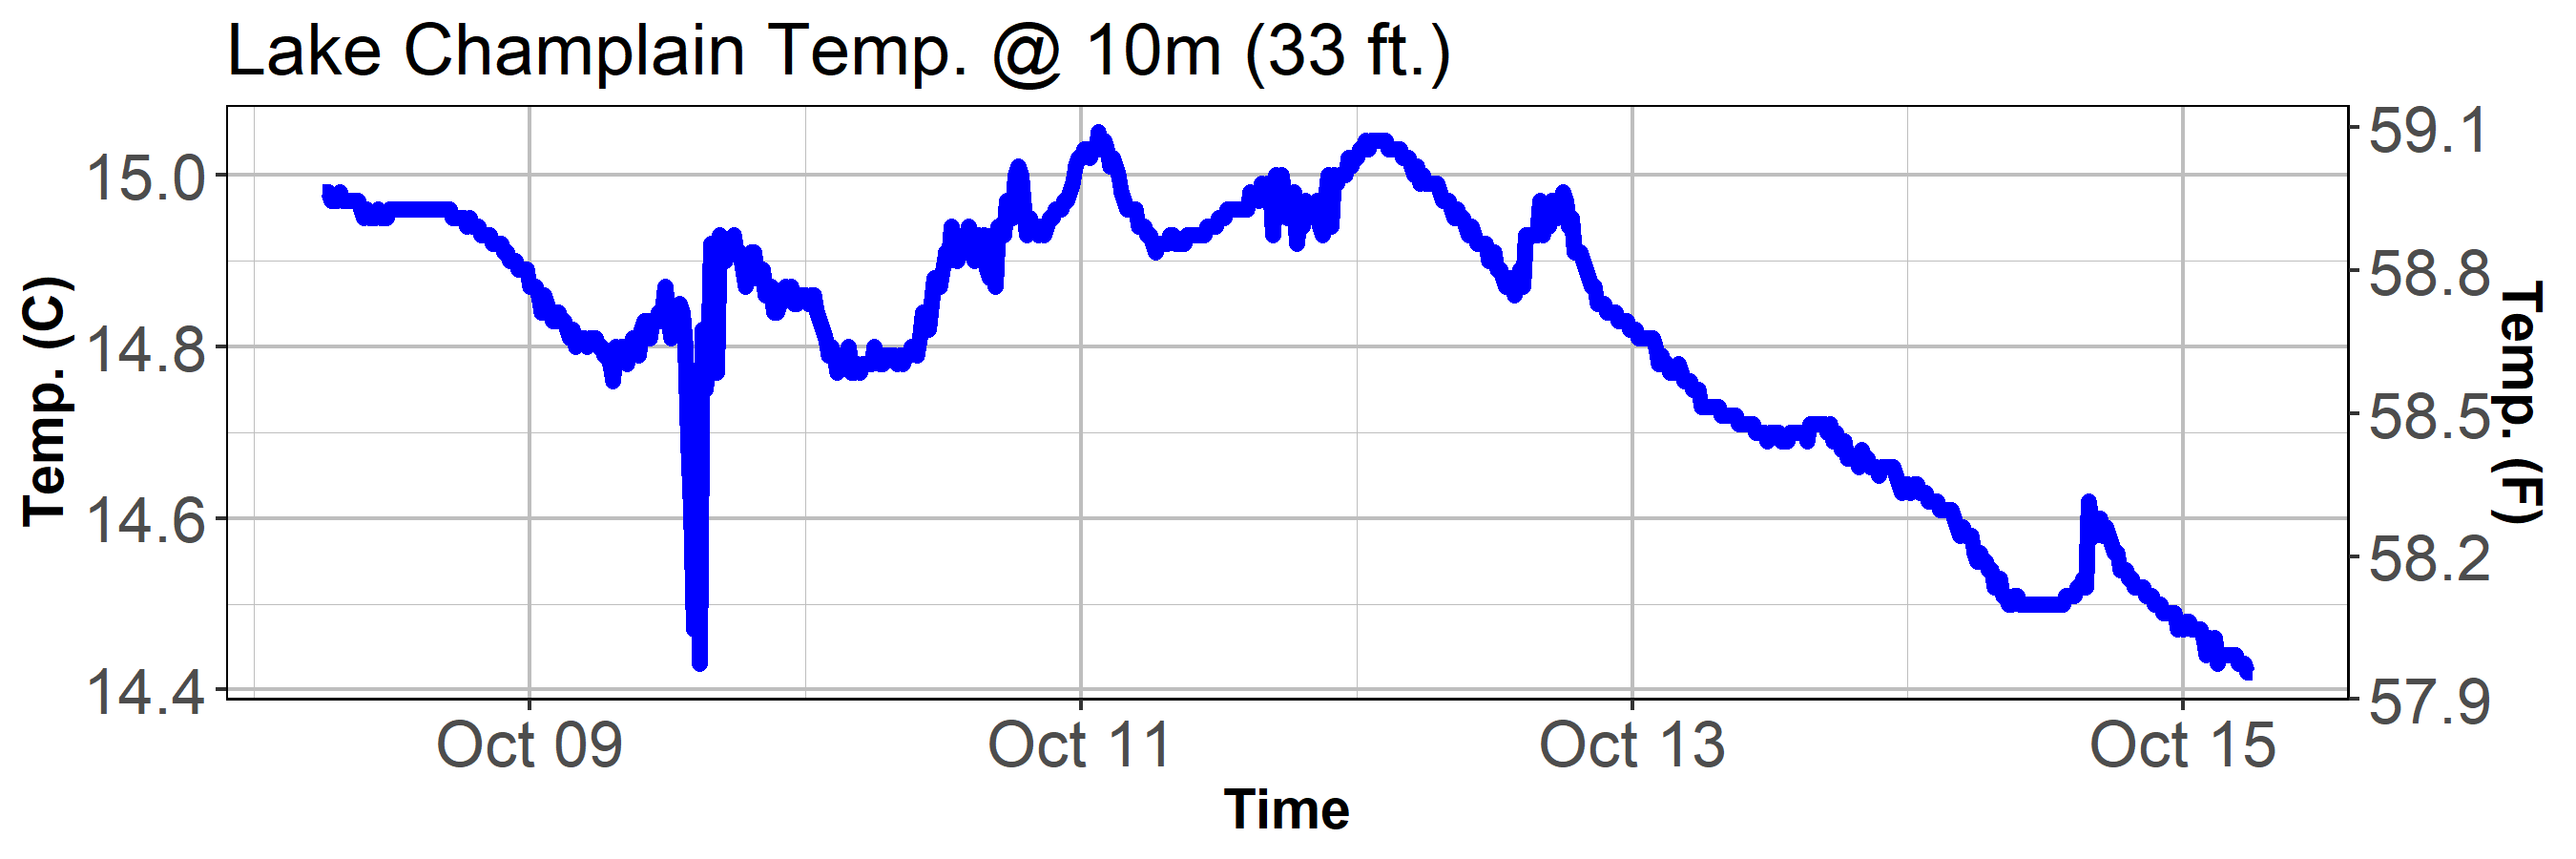 Lake Champlain Temp. @ 10m (33 ft.)
Temp. (C)
15.0
14.8
14.6
14.4
59.1
58.8
58.5
58.2
57.9
Temp. (F)
Oct 09 Oct 11 Oct 13 Oct 15
Time